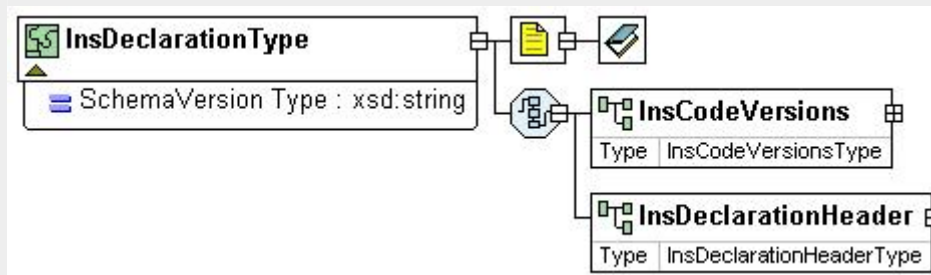 InsDeclarationType
SchemaVersion Type : xsd:string
InsCodeVersions
Type InsCodeVersionsType
InsDeclarationHeader
Type InsDeclarationHeaderType